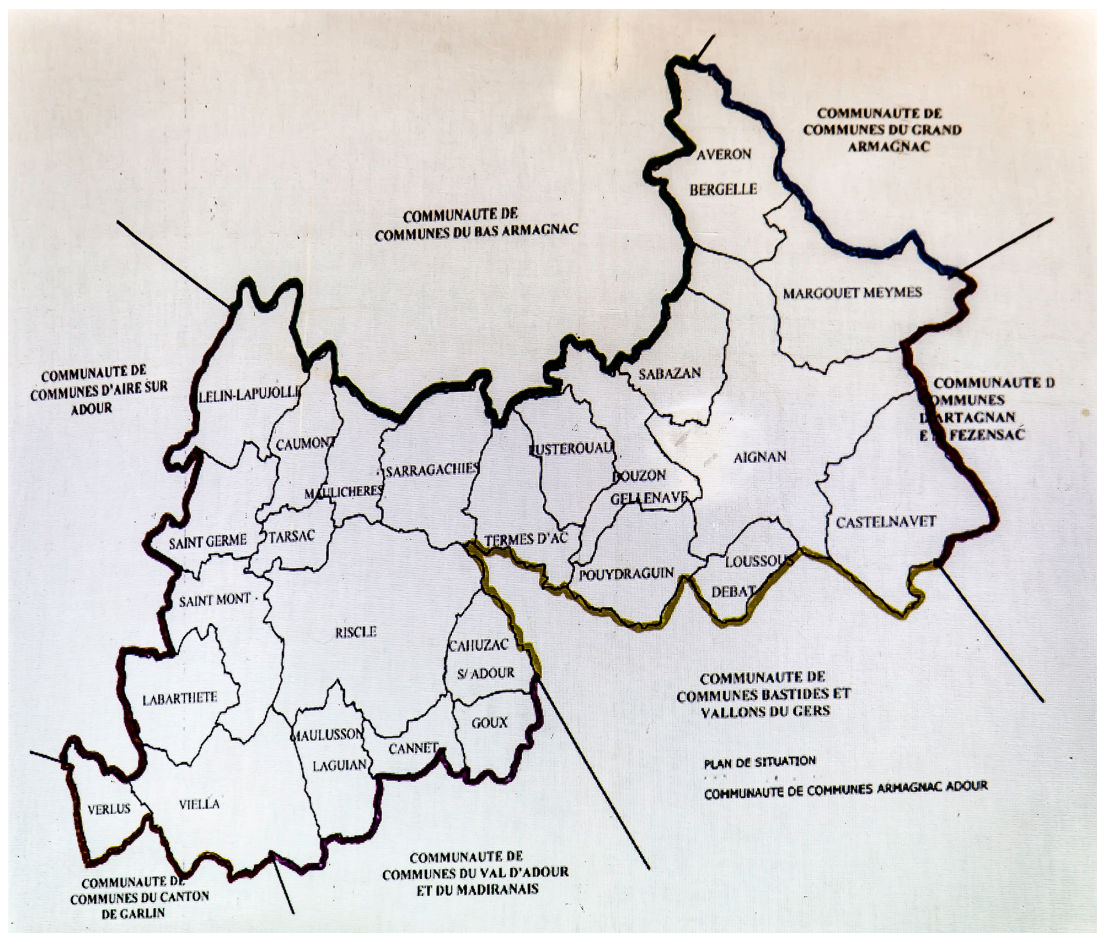 COMMUNAUTE DE
COMMUNES DU GRAND
ARMAGNAC
AVERON
BERGELLE
COMMUNAUTE DE
COMMUNES DU BAS ARMAGNAC
MARGOUET MEYMES
COMMUNAUTE DE
COMMUNES D'AIRE SUR
ADOUR
SABAZAN
COMMUNAUTE D
COMMUNES
D'ARTAGNAN
E FEZENSAC
LELIN-LAPUJOLLE
CAUMONT
MAULICHERES
SARRAGACHIES
FUSTEROUAU
POUZON
GELLENAVE
AIGNAN
CASTELNAVET
SAINT GERME
TARSAC
TERMES D'AC
POUYDRAGUIN
LOUSSOUS
DEBAT
SAINT MONT
RISCLE
CAHUZAC
S/ ADOUR
LABARTHETE
MAULUSSON
LAGUIAN
CANNET
GOUX
COMMUNAUTE DE
COMMUNES BASTIDES ET
VALLONS DU GERS
PLAN DE SITUATION
COMMUNAUTE DE COMMUNES ARMAGNAC ADOUR
VERLUS
VIELLA
COMMUNAUTE DE
COMMUNES DU CANTON
DE GARLIN
COMMUNAUTE DE
COMMUNES DU VAL D'ADOUR
ET DU MADIRANAIS